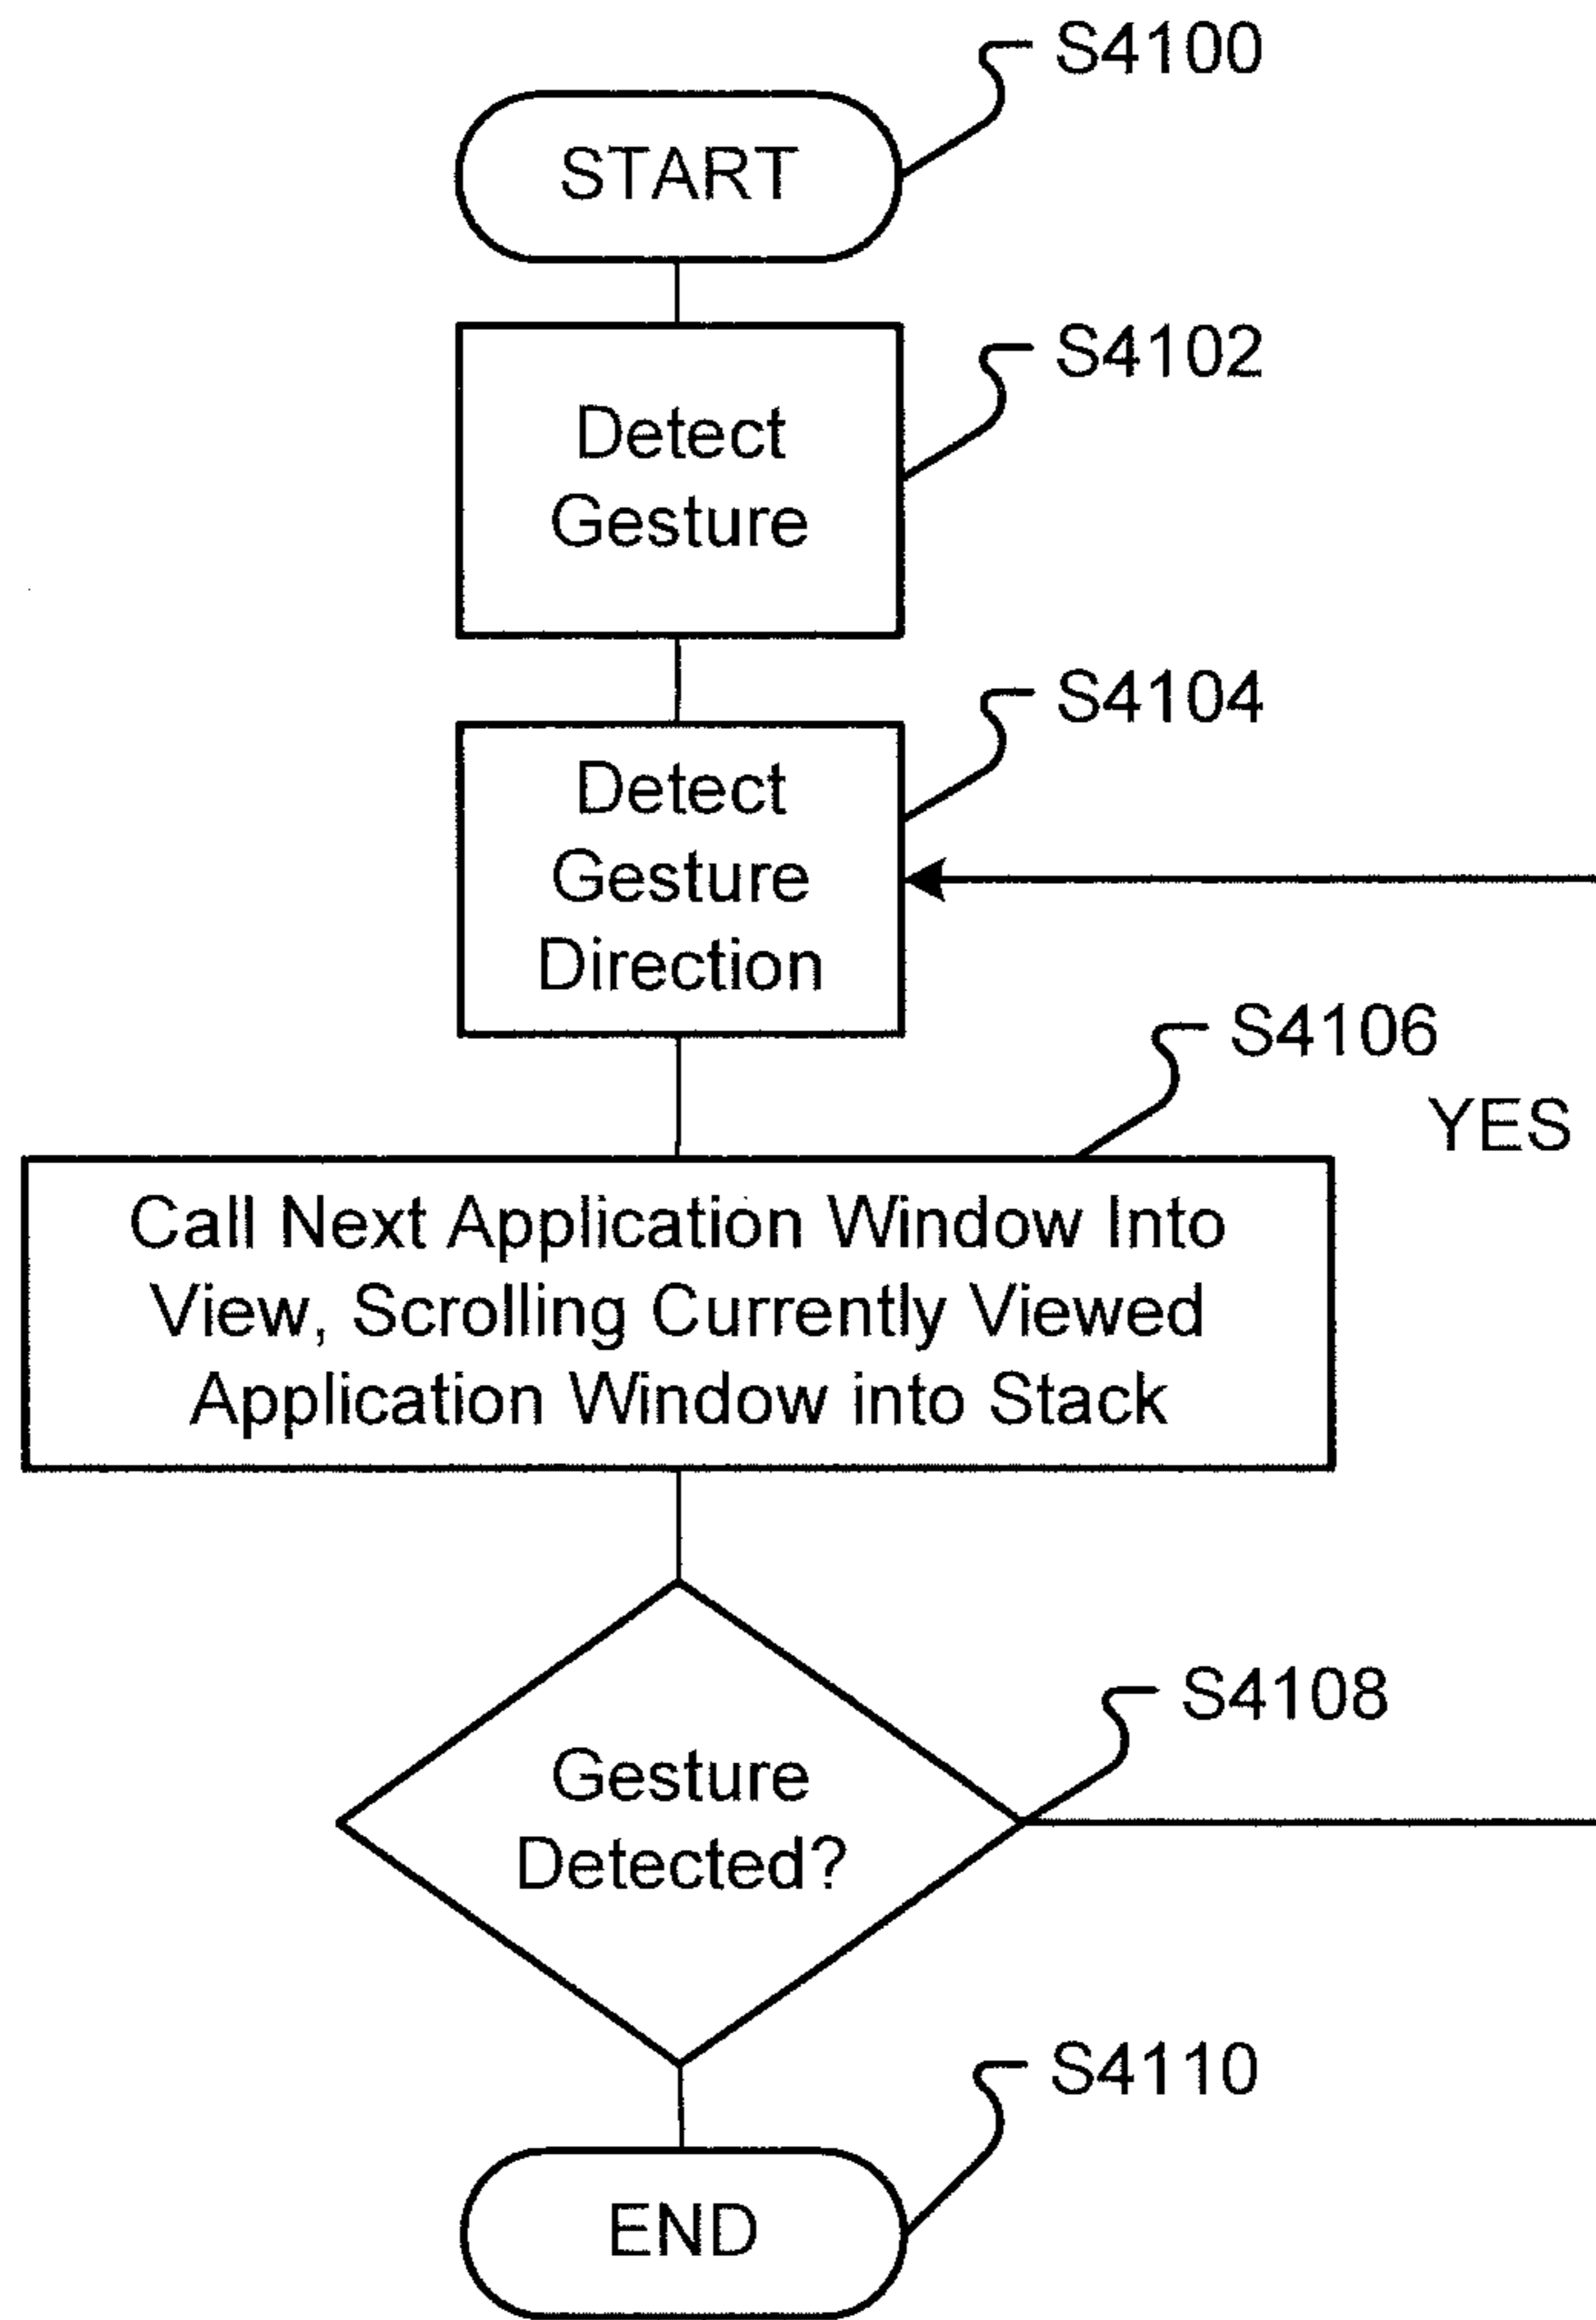 S4100
START
S4102
Detect
Gesture
S4104
Detect
Gesture
Direction
S4106
YES
Call Next Application Window Into
View, Scrolling Currently Viewed
Application Window into Stack
S4108
Gesture
Detected?
S4110
END